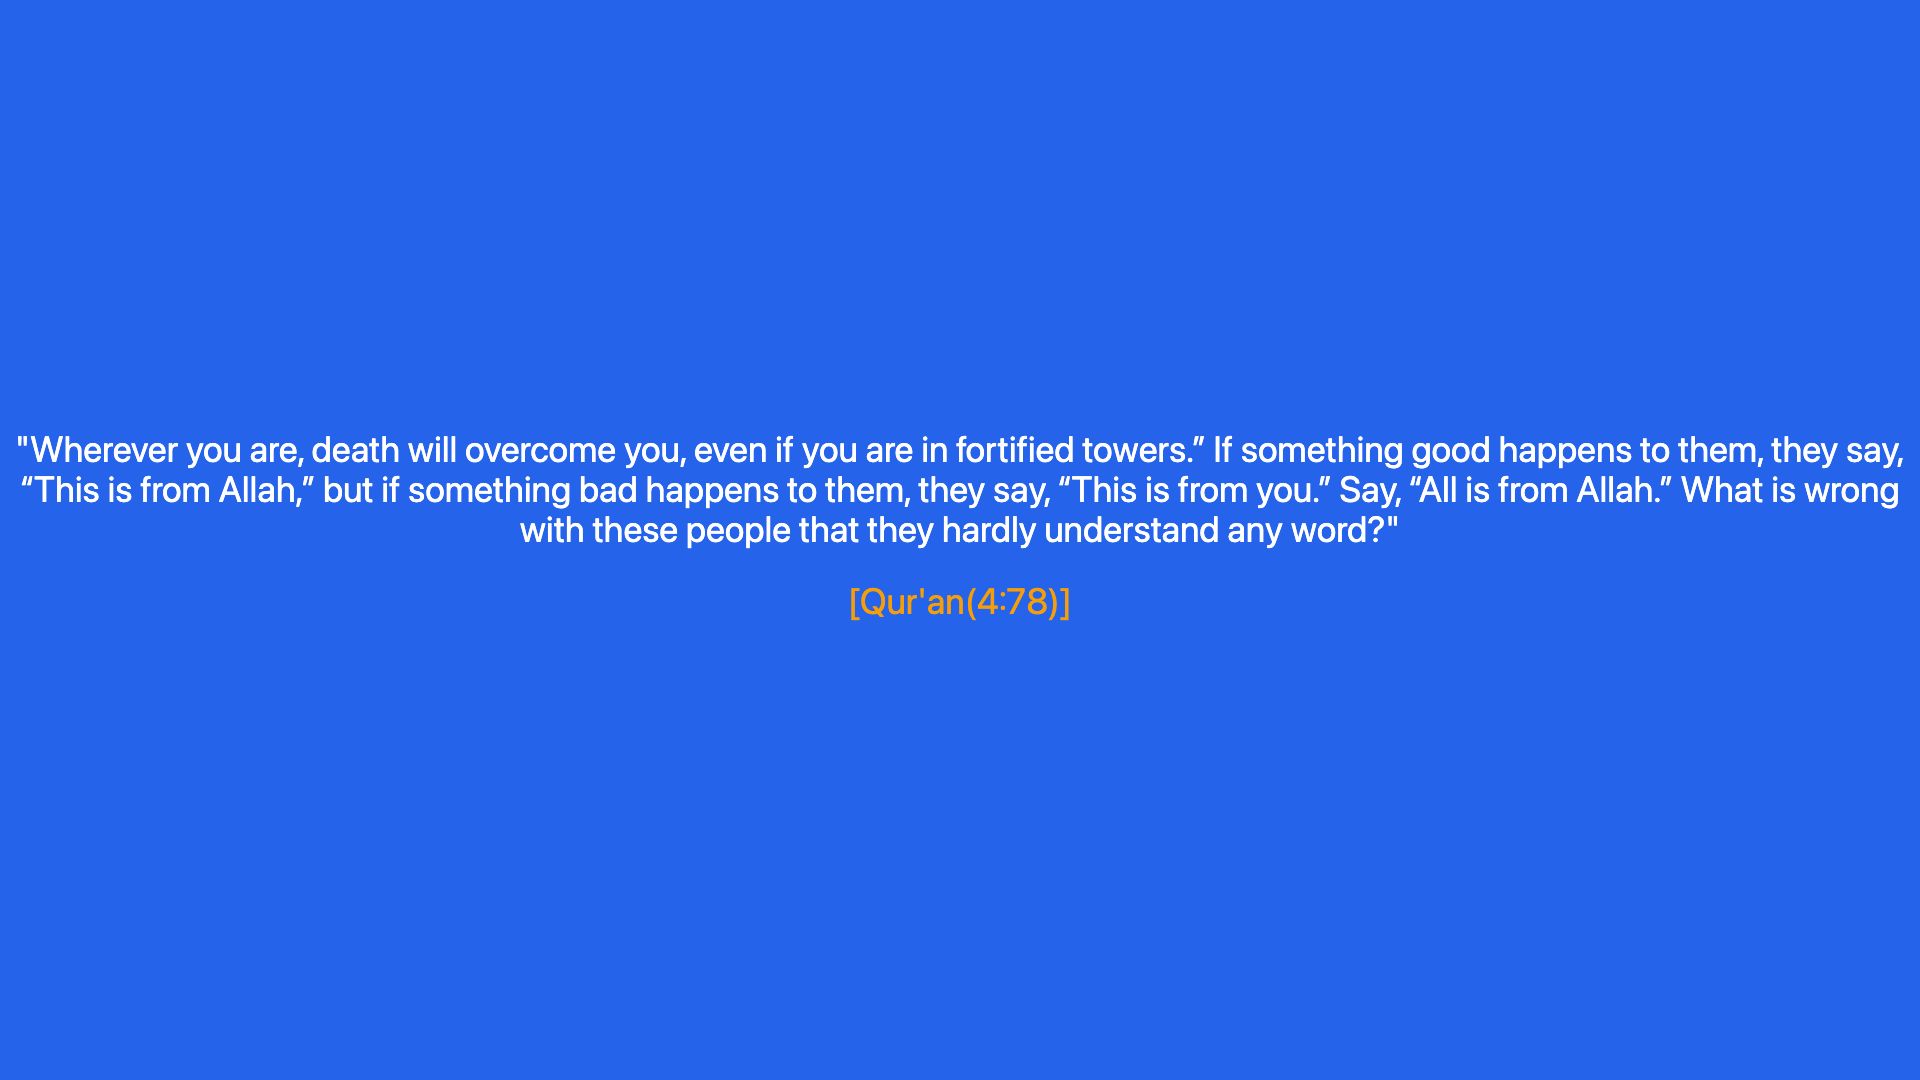 "Wherever you are, death will overcome you, even if you are in fortified towers.” If something good happens to them, they say,
“This is from Allah,” but if something bad happens to them, they say, “This is from you.” Say, “All is from Allah.” What is wrong
with these people that they hardly understand any word?"
[Qur'an(4:78)]